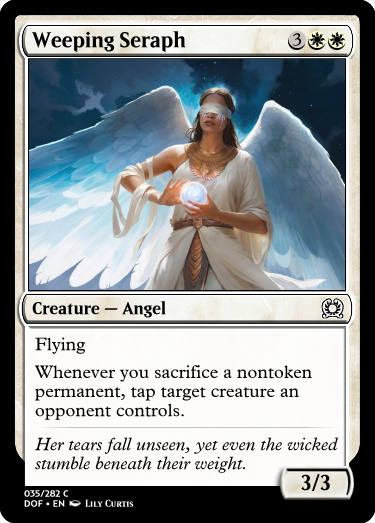 Weeping Seraph 3
Creature — Angel
Flying
Whenever you sacrifice a nontoken
permanent, tap target creature an
opponent controls.
Her tears fall unseen, yet even the wicked
stumble beneath their weight.
3/3
035/282 C
DOF • EN Lily Curtis